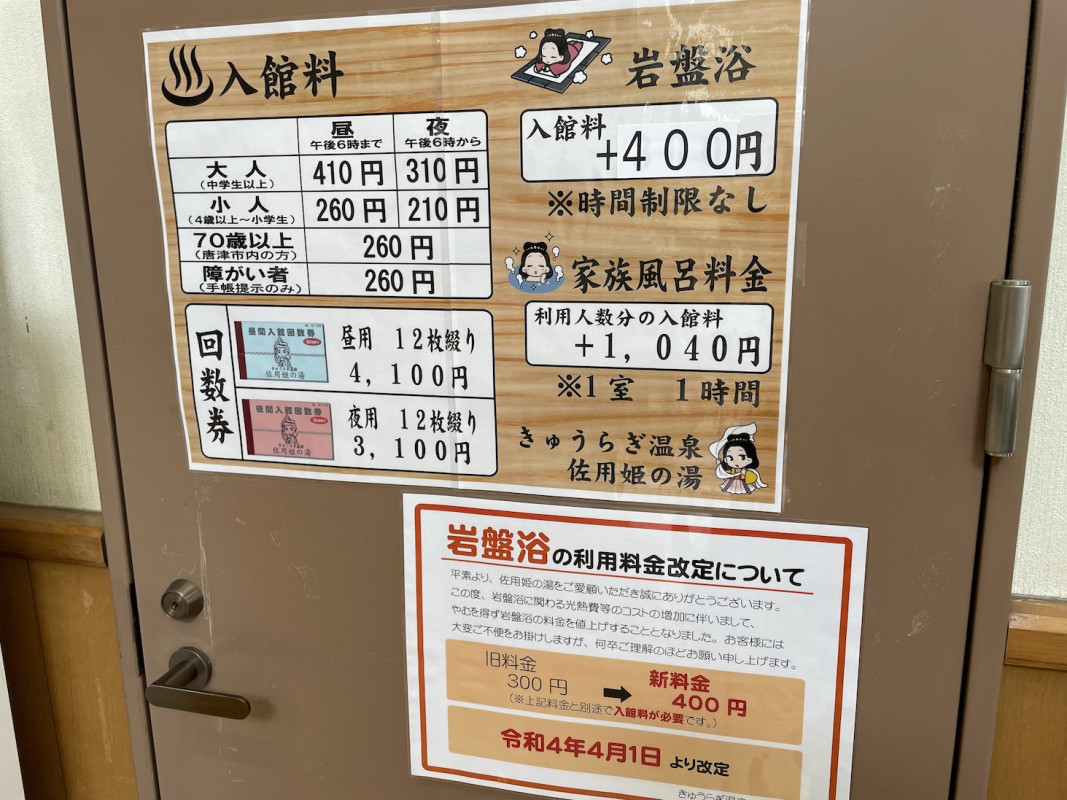 入館料
昼 夜
午後6時まで 午後6時から
大人 410円 310円
(中学生以上)
小人 260円 210円
(4歳以上～小学生)
70歳以上 260円
(唐津市内の方)
障がい者 260円
(手帳提示のみ)
回数券
昼間入館回数券
佐用姫の湯
昼用 12枚綴り
4,100円
夜間入館回数券
佐用姫の湯
夜用 12枚綴り
3,100円
岩盤浴
入館料
+400円
※時間制限なし
家族風呂料金
利用人数分の入館料
+1,040円
※1室 1時間
きゅうらぎ温泉
佐用姫の湯
岩盤浴の利用料金改定について
平素より、佐用姫の湯をご愛顧いただき誠にありがとうございます。
この度、岩盤浴に関わる光熱費等のコストの増加に伴いまして、
やむを得ず岩盤浴の料金を値上げすることとなりました。お客様には
大変ご不便をお掛けしますが、何卒ご理解のほどお願い申し上げます。
旧料金 新料金
300円 ➡ 400円
(※上記料金と別途で入館料が必要です。)
令和4年4月1日 より改定